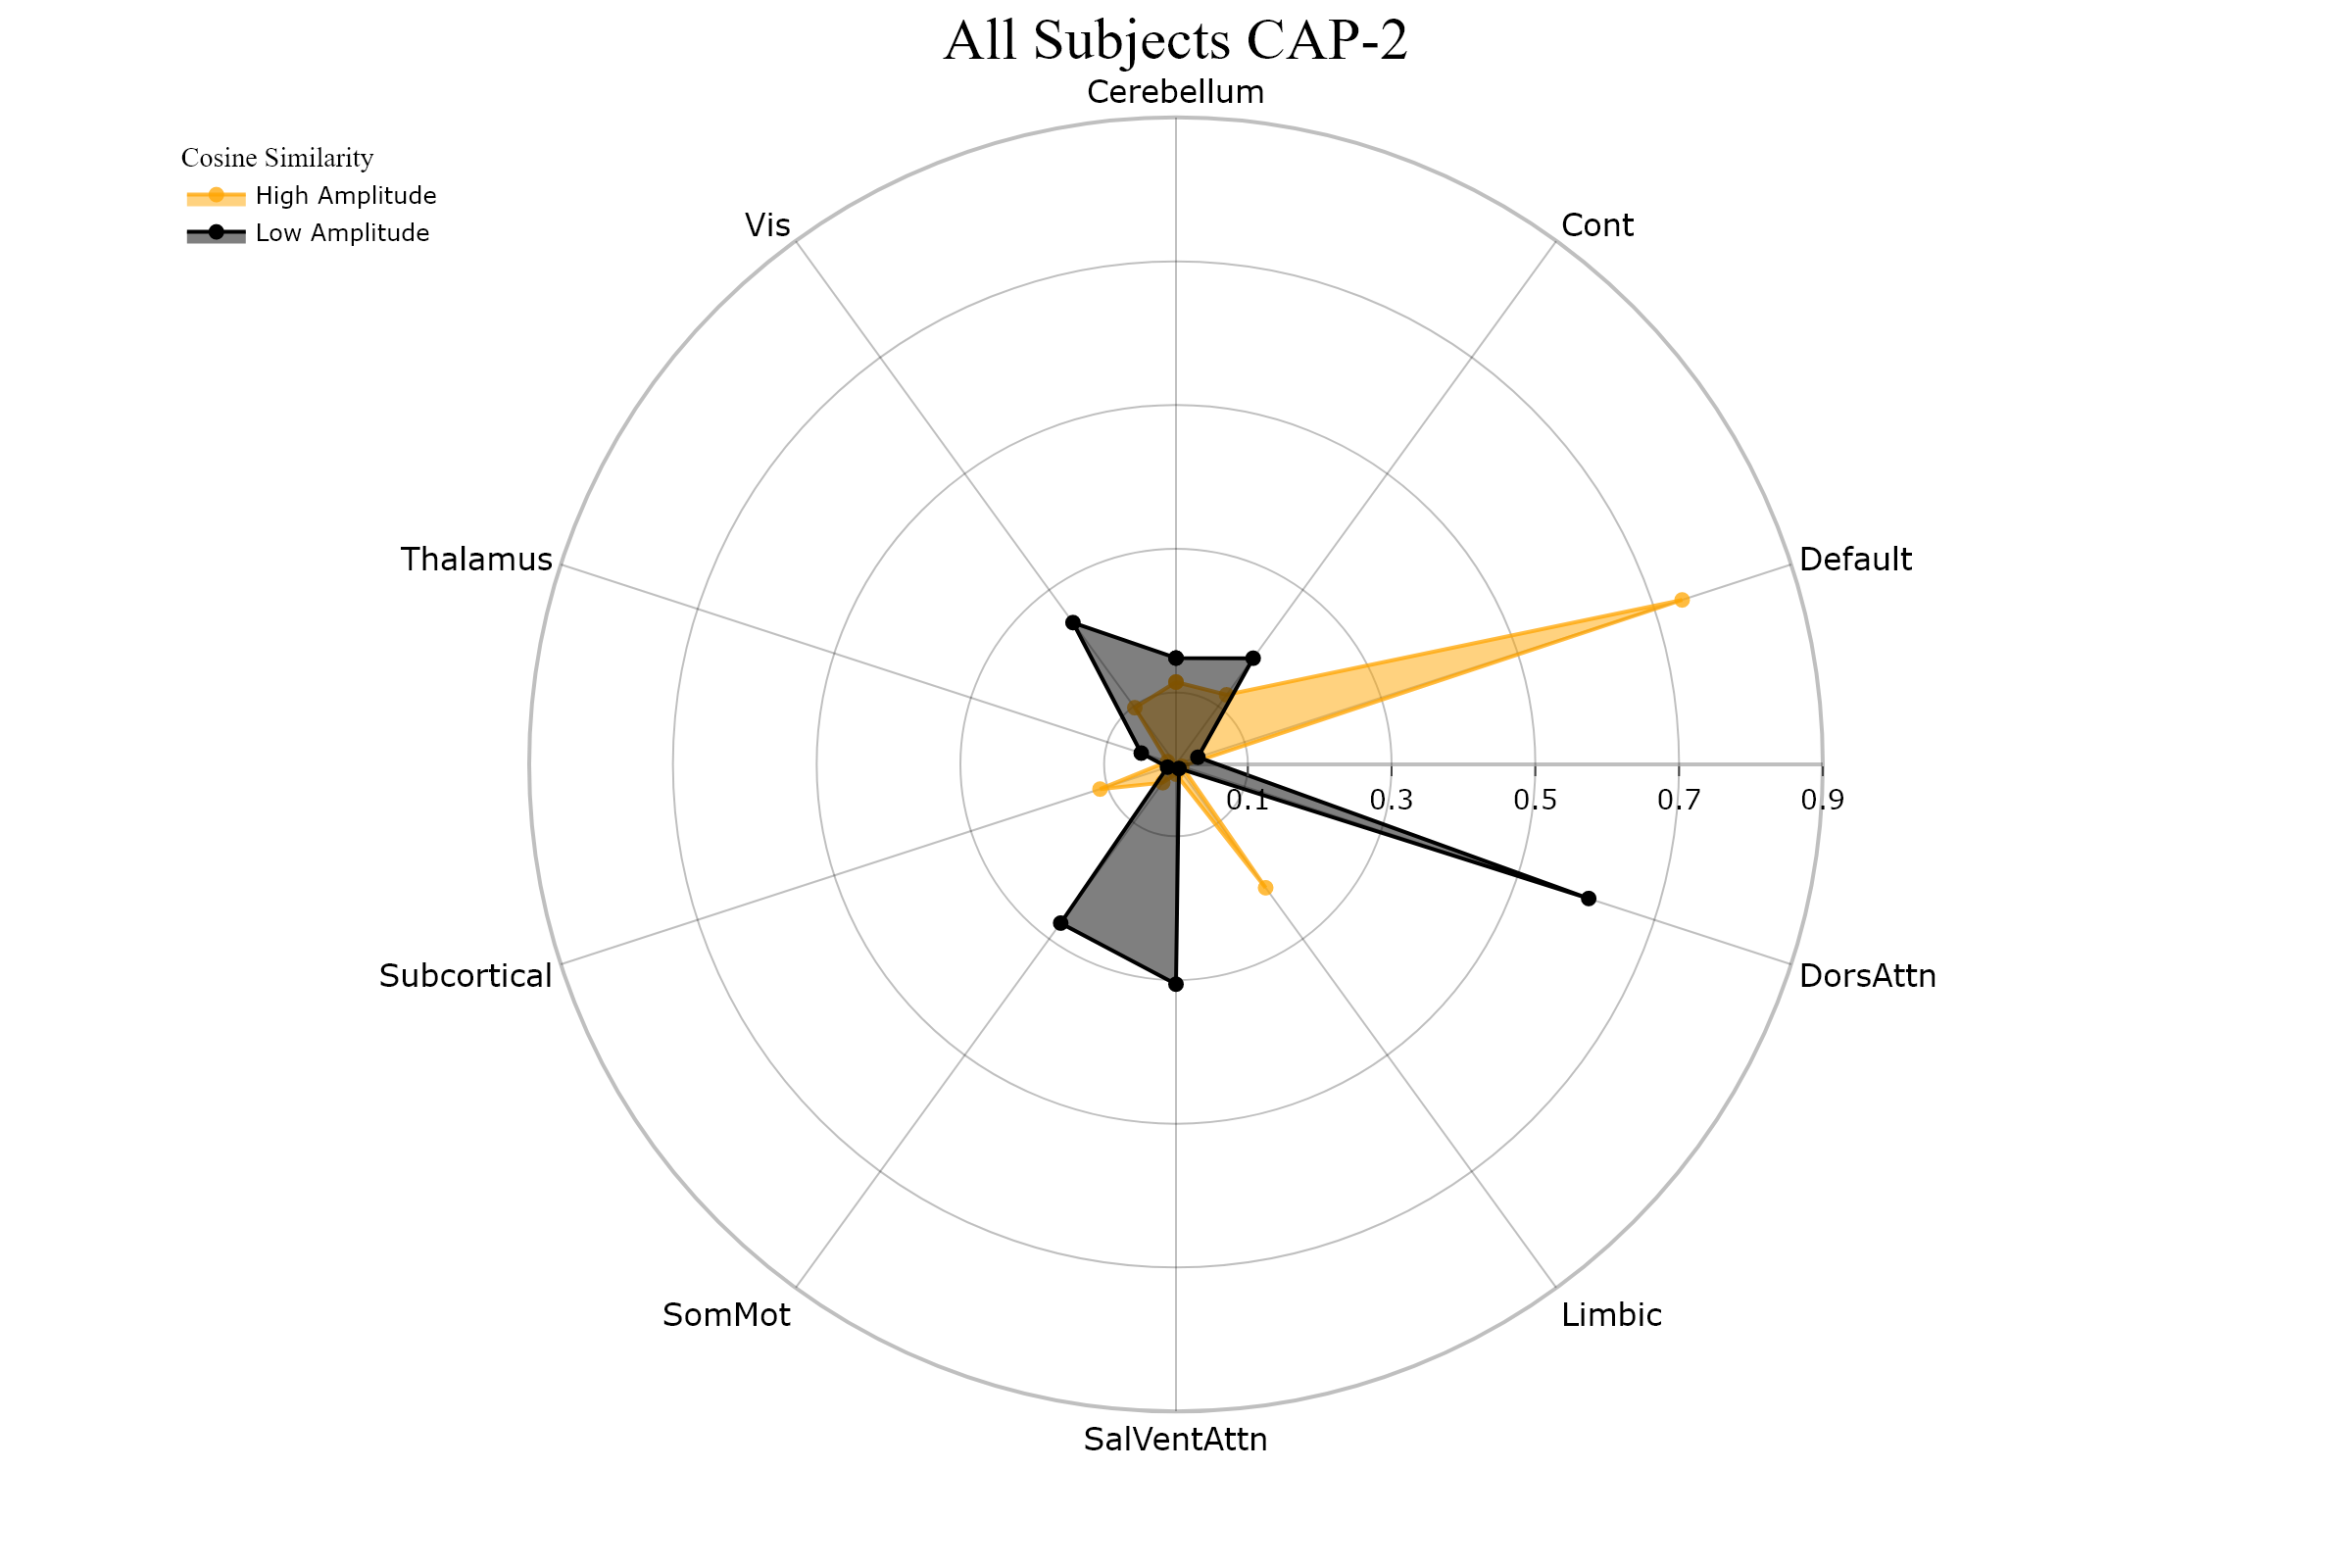 All Subjects CAP-2
Cerebellum
Cosine Similarity
High Amplitude
Low Amplitude
Vis
Cont
Thalamus
Default
0.1
0.3
0.5
0.7
0.9
Subcortical
DorsAttn
SomMot
Limbic
SalVentAttn